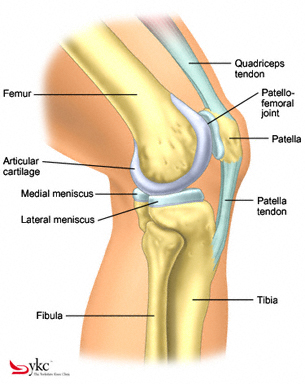 Quadriceps
tendon
Femur
Patello-
femoral
joint
Patella
Articular
cartilage
Medial meniscus
Patella
tendon
Lateral meniscus
Tibia
Fibula
ykc
The Yorkshire Knee Clinic